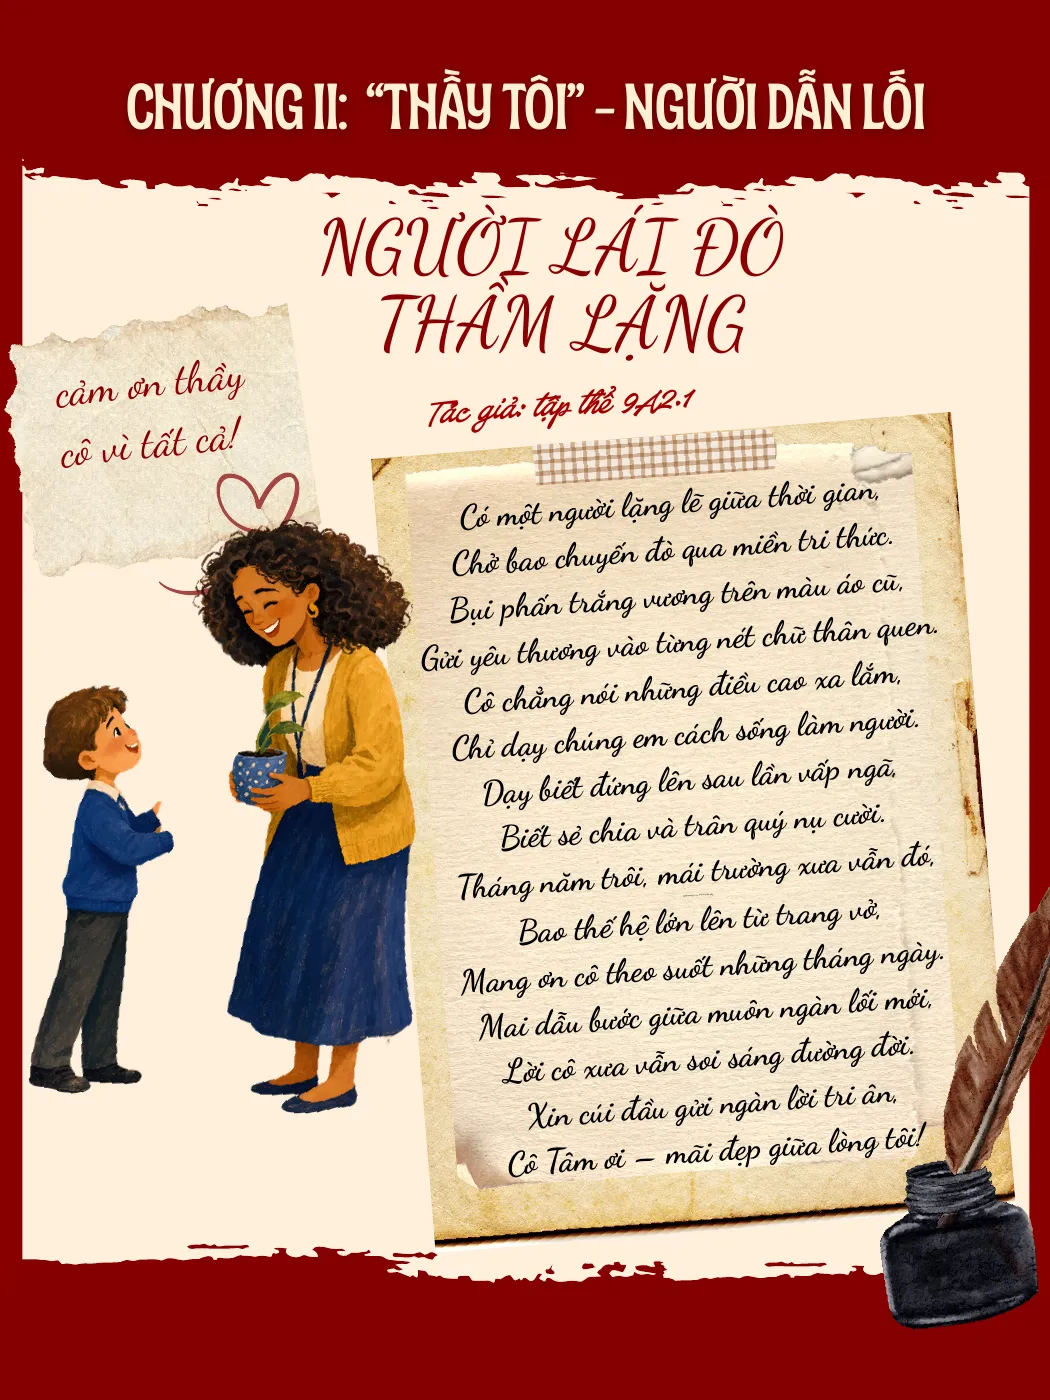 CHƯƠNG II: “THẦY TÔI” – NGƯỜI DẪN LỐI
NGƯỜI LÁI ĐÒ
THẦM LẶNG
Tác giả: tập thể 9A2.1
cảm ơn thầy
cô vì tất cả!
Có một người lặng lẽ giữa thời gian,
Chở bao chuyến đò qua miền tri thức.
Bụi phấn trắng vương trên màu áo cũ,
Gửi yêu thương vào từng nét chữ thân quen.
Cô chẳng nói những điều cao xa lắm,
Chỉ dạy chúng em cách sống làm người.
Dạy biết đứng lên sau lần vấp ngã,
Biết sẻ chia và trân quý nụ cười.
Tháng năm trôi, mái trường xưa vẫn đó,
Bao thế hệ lớn lên từ trang vở,
Mang ơn cô theo suốt những tháng ngày.
Mai dẫu bước giữa muôn ngàn lối mới,
Lời cô xưa vẫn soi sáng đường đời.
Xin cúi đầu gửi ngàn lời tri ân,
Cô Tâm ơi – mãi đẹp giữa lòng tôi!